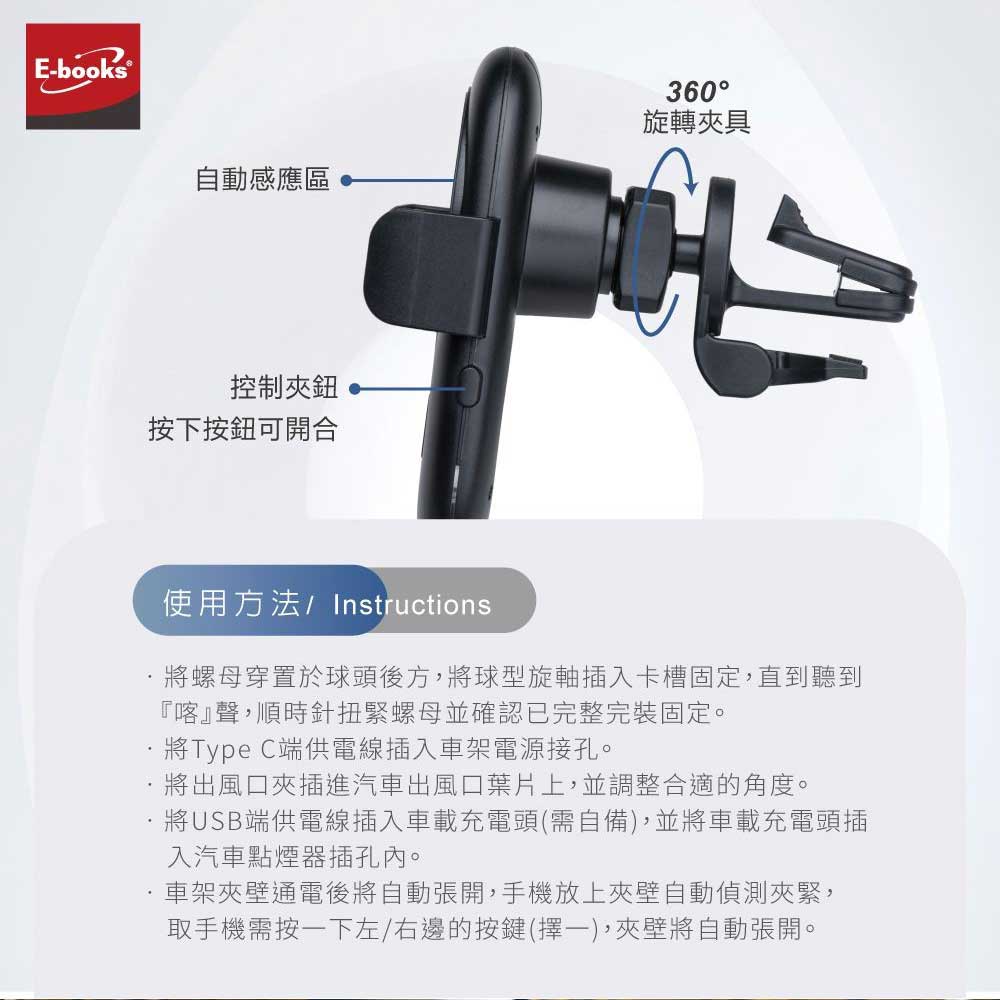 E-books®
360°
旋轉夾具
自動感應區
控制夾鈕
按下按鈕可開合
使用方法/ Instructions
·將螺母穿置於球頭後方,將球型旋軸插入卡槽固定,直到聽到
『喀』聲,順時針扭緊螺母並確認已完整完裝固定。
·將Type C端供電線插入車架電源接孔。
·將出風口夾插進汽車出風口葉片上,並調整合適的角度。
·將USB端供電線插入車載充電頭(需自備),並將車載充電頭插
入汽車點煙器插孔內。
·車架夾壁通電後將自動張開,手機放上夾壁自動偵測夾緊,
取手機需按一下左/右邊的按鍵(擇一),夾壁將自動張開。